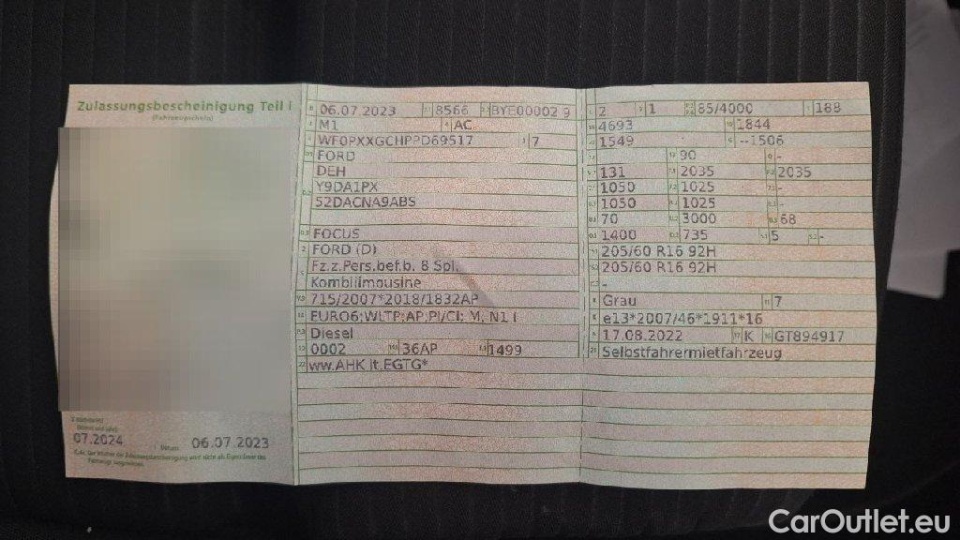 Zulassungsbescheinigung Teil I
(Fahrzeugschein)
07.2024 Datum 06.07.2023
06.07.2023 8566 BYE00002 9
M1 AC
WF0PXXGCHPPD69517 7
FORD
DEH
Y9DA1PX
52DACNA9ABS
FOCUS
FORD (D)
Fz.z.Pers.bef.b. 8 Spl.
Kombilimousine
715/2007*2018/1832AP
EURO6;WLTP;AP,PI/CI; M, N1 I
Diesel
0002 36AP 1499
ww.AHK lt.EGTG*
2 1 85/4000 188
4693 1844
1549 --1506
- 90 -
131 2035 2035
1050 1025 -
1050 1025 -
70 3000 68
1400 735 5 -
205/60 R16 92H
205/60 R16 92H
-
Grau 7
e13*2007/46*1911*16
17.08.2022 K GT894917
Selbstfahrermietfahrzeug
CarOutlet.eu